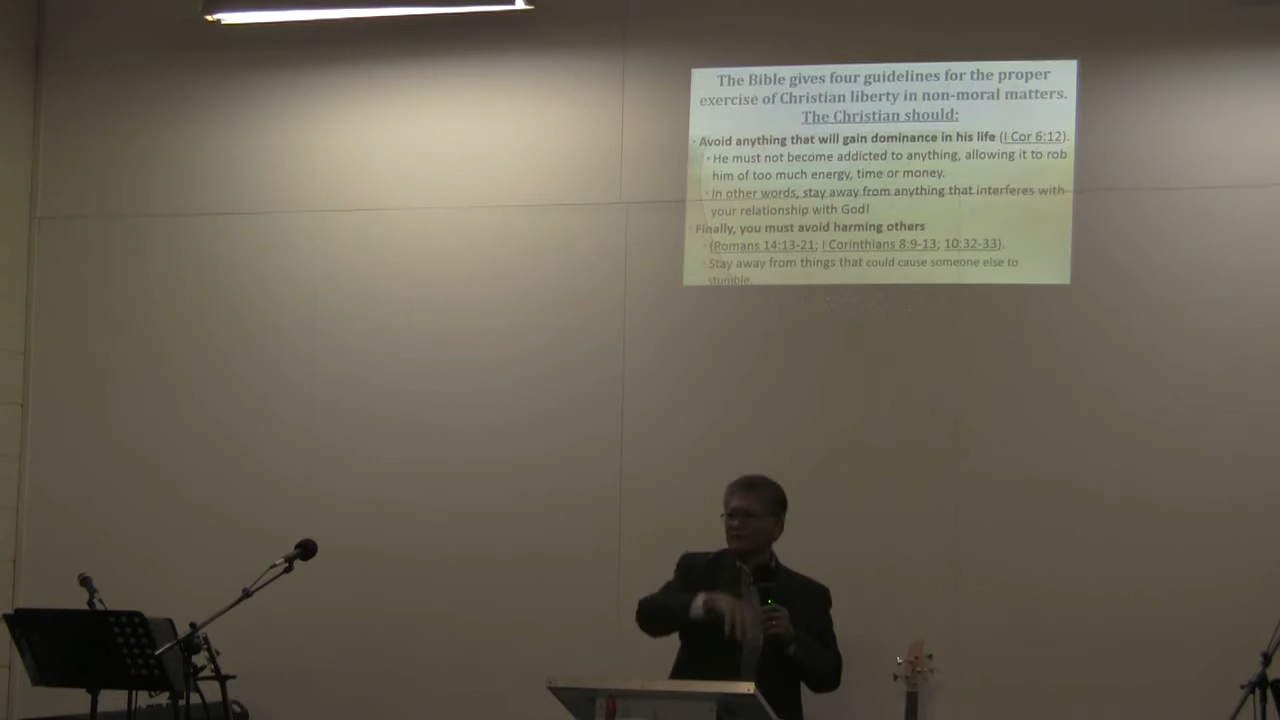 The Bible gives four guidelines for the proper
exercise of Christian liberty in non-moral matters.
The Christian should:
· Avoid anything that will gain dominance in his life (I Cor 6:12).
· He must not become addicted to anything, allowing it to rob
him of too much energy, time or money.
· In other words, stay away from anything that interferes with
your relationship with God!
· Finally, you must avoid harming others
· (Romans 14:13-21; I Corinthians 8:9-13; 10:32-33).
· Stay away from things that could cause someone else to
stumble.